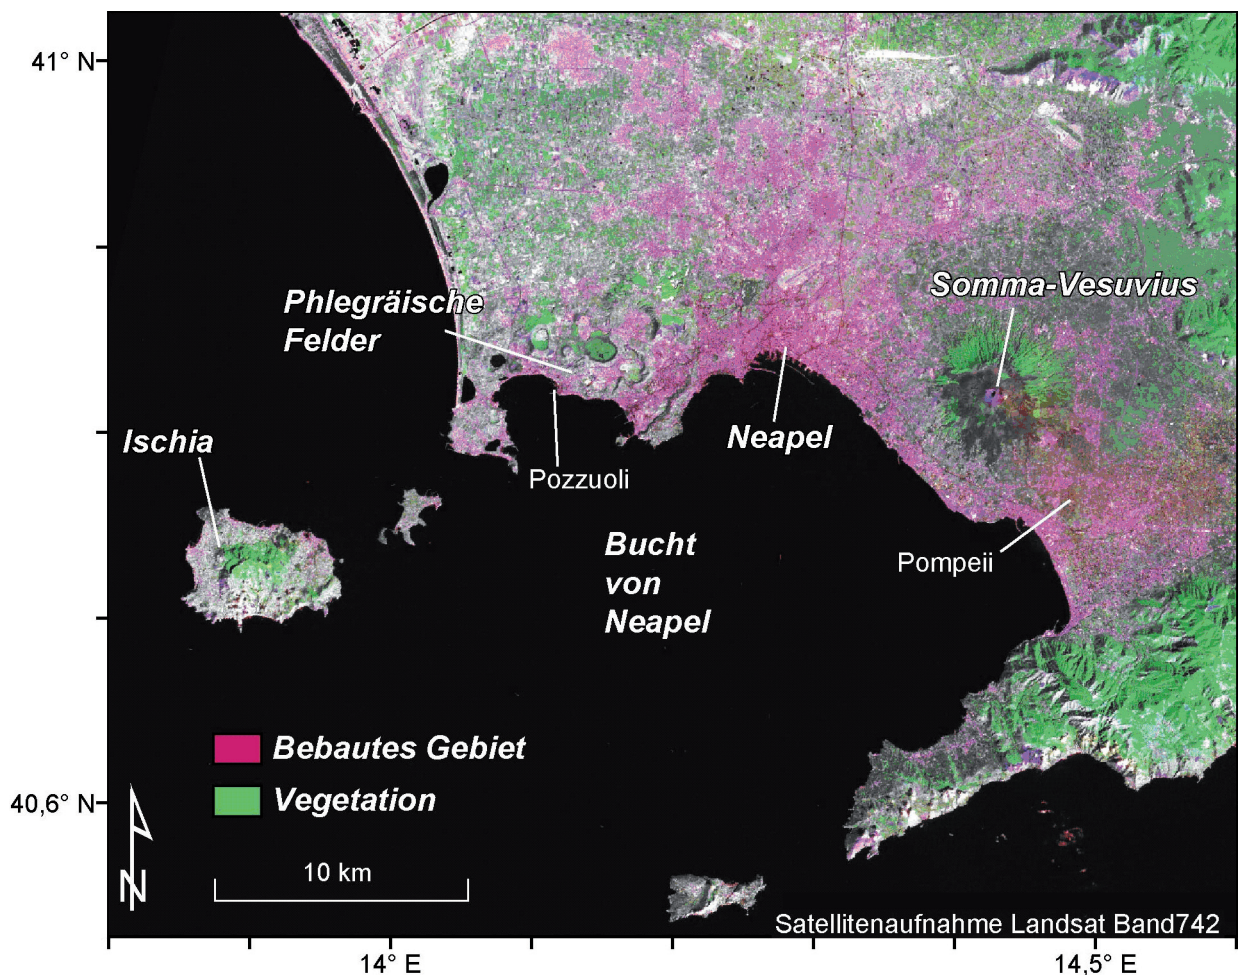 41° N
Phlegräische
Felder
Somma-Vesuvius
Ischia
Neapel
Pozzuoli
Bucht
von
Neapel
Pompeii
Bebautes Gebiet
Vegetation
40,6° N
10 km
N
Satellitenaufnahme Landsat Band742
14° E
14,5° E